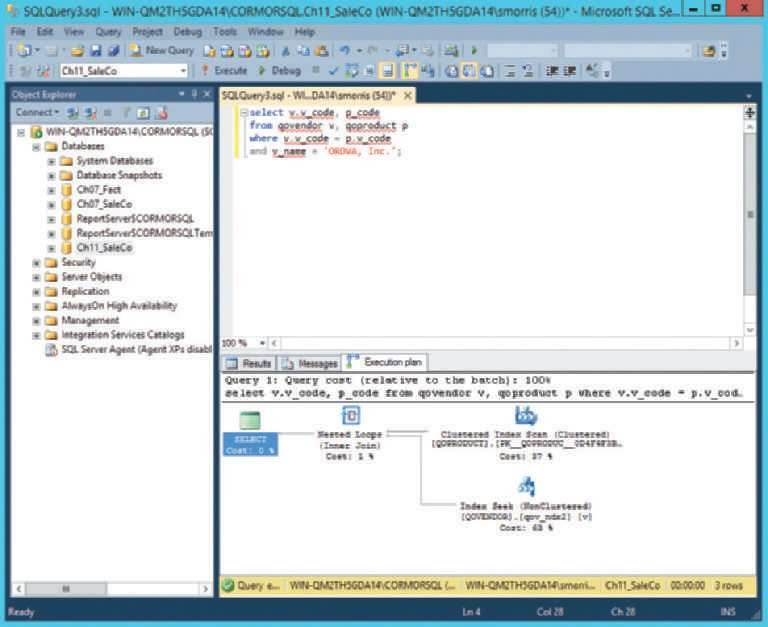 SQLQuery3.sql - WIN-QM2TH5GDA14\CORMORSQL.Ch11_SaleCo (WIN-QM2TH5GDA14\smorris (54))* - Microsoft SQL Se...
File Edit View Query Project Debug Tools Window Help
New Query
Ch11_SaleCo Execute Debug
Object Explorer
Connect
WIN-QM2TH5GDA14\CORMORSQL (SQ
Databases
System Databases
Database Snapshots
Ch07_Fact
Ch07_SaleCo
ReportServer$CORMORSQL
ReportServer$CORMORSQLTem
Ch11_SaleCo
Security
Server Objects
Replication
AlwaysOn High Availability
Management
Integration Services Catalogs
SQL Server Agent (Agent XPs disabl
SQLQuery3.sql - WI...DA14\smorris (54))*
select v.v_code, p_code
from qovendor v, qoproduct p
where v.v_code = p.v_code
and v_name = 'ORDVA, Inc.';
100 %
Results Messages Execution plan
Query 1: Query cost (relative to the batch): 100%
select v.v_code, p_code from qovendor v, qoproduct p where v.v_code = p.v_cod...
SELECT
Cost: 0 %
Nested Loops
(Inner Join)
Cost: 1 %
Clustered Index Scan (Clustered)
Cost: 37 %
Index Seek (NonClustered)
[QOVENDOR].[qov_ndx2] [v]
Cost: 63 %
Query e... WIN-QM2TH5GDA14\CORMORSQL (... WIN-QM2TH5GDA14\smorri... Ch11_SaleCo 00:00:00 3 rows
Ready Ln 4 Col 28 Ch 28 INS